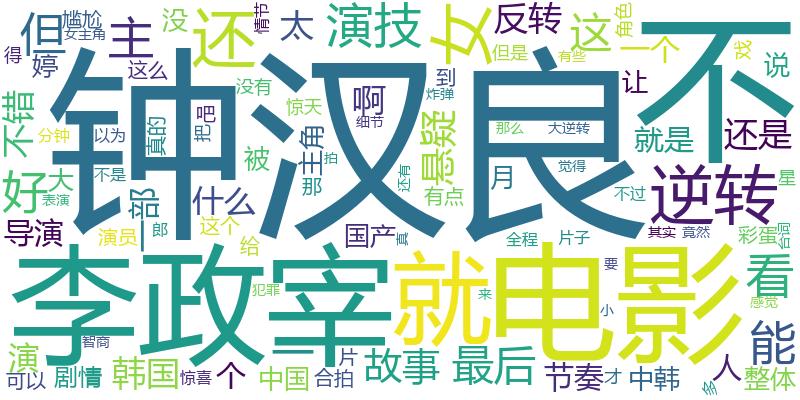 尴尬 女主角 没 情节 还 太 演技 女 反转 这 角色 一个 戏 不
但 主
得 婷 这么 没有 到 但是 有些 让 说
不错 钟汉良 惊天 啊 悬疑 炸弹
分钟 以为 真的 把 吧 细节 那么 大逆转 就是 还是
好 大 不是 被 主角 部 拍 还有 有点 月 觉得 逆转 不过 星
表演 一部 什么
导演 演员 郎 这个 给 国产 真 全程 片子 其实 竟然 彩蛋 台词
李政宰 就 电影 看 感觉
犯罪 来 要 小
演 智商 能
可以 剧情 韩国 惊喜 个 中国 合拍 片 故事 最后 节奏 才 中韩 多 人 整体